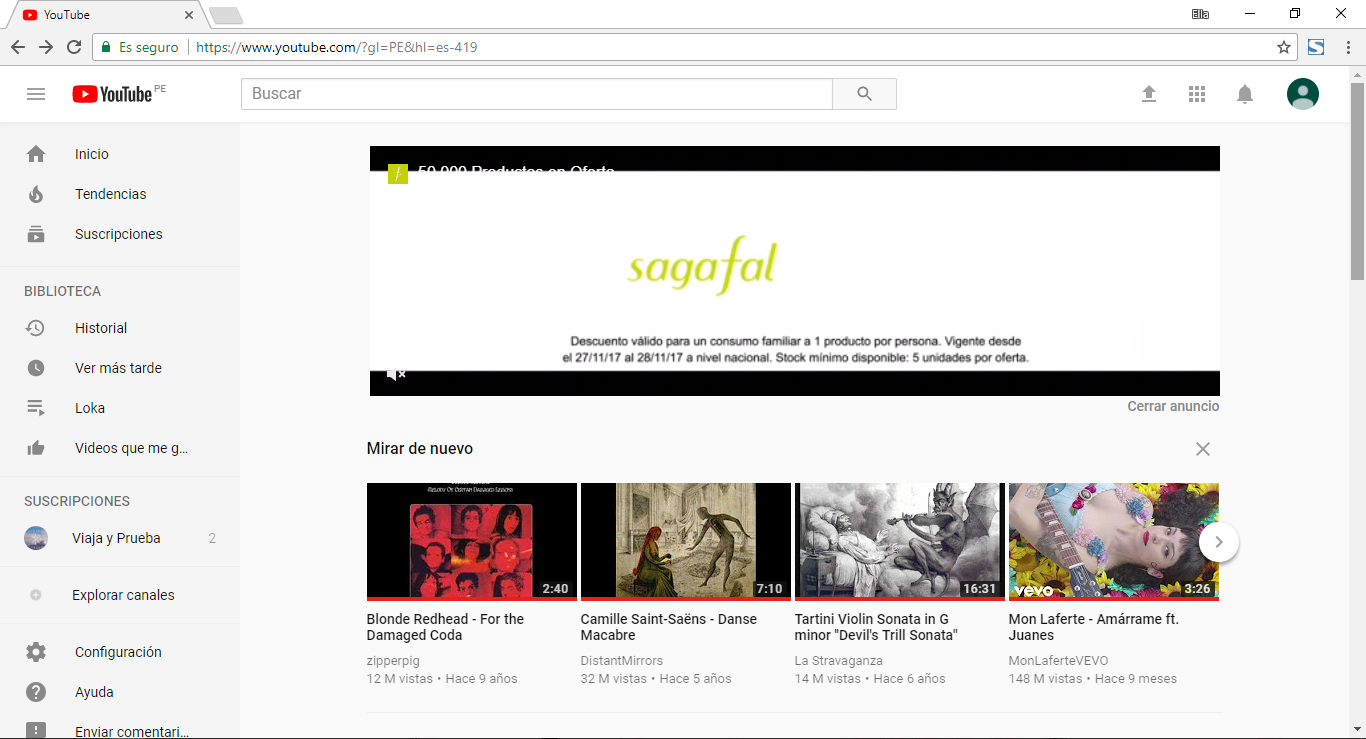 YouTube
Ella
Es seguro
https://www.youtube.com/?gl=PE&hl=es-419
YouTube PE
Buscar
Inicio
Tendencias
Suscripciones
BIBLIOTECA
Historial
Ver más tarde
Loka
Videos que me g...
SUSCRIPCIONES
Viaja y Prueba 2
Explorar canales
Configuración
Ayuda
Enviar comentari...
50,000 Productos en Oferta
sagafal
Descuento válido para un consumo familiar a 1 producto por persona. Vigente desde
el 27/11/17 al 28/11/17 a nivel nacional. Stock mínimo disponible: 5 unidades por oferta.
Cerrar anuncio
Mirar de nuevo
2:40
7:10
16:31
vevo
3:26
Blonde Redhead - For the
Damaged Coda
zipperpig
12 M vistas • Hace 9 años
Camille Saint-Saëns - Danse
Macabre
DistantMirrors
32 M vistas • Hace 5 años
Tartini Violin Sonata in G
minor "Devil's Trill Sonata"
La Stravaganza
14 M vistas • Hace 6 años
Mon Laferte - Amárrame ft.
Juanes
MonLaferteVEVO
148 M vistas • Hace 9 meses